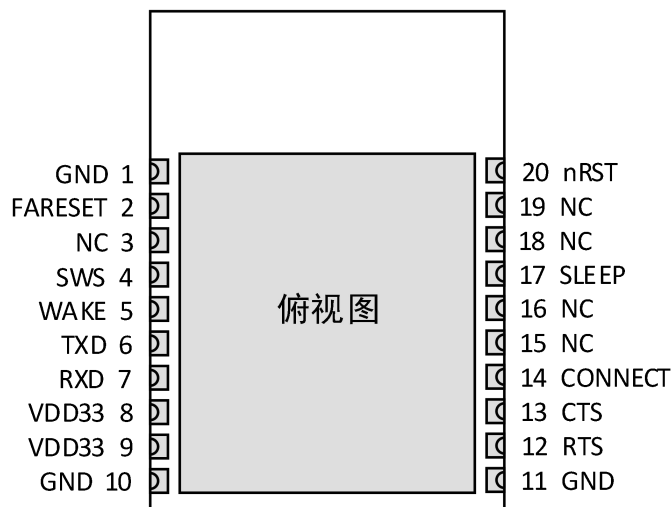 GND 1
FARESET 2
NC 3
SWS 4
WAKE 5
TXD 6
RXD 7
VDD33 8
VDD33 9
GND 10
俯视图
20 nRST
19 NC
18 NC
17 SLEEP
16 NC
15 NC
14 CONNECT
13 CTS
12 RTS
11 GND